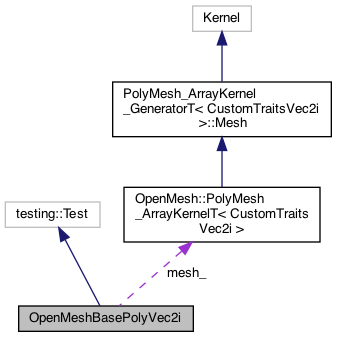 Kernel
PolyMesh_ArrayKernel
_GeneratorT< CustomTraitsVec2i
>::Mesh
OpenMesh::PolyMesh
_ArrayKernelT< CustomTraits
Vec2i >
testing::Test
mesh_
OpenMeshBasePolyVec2i